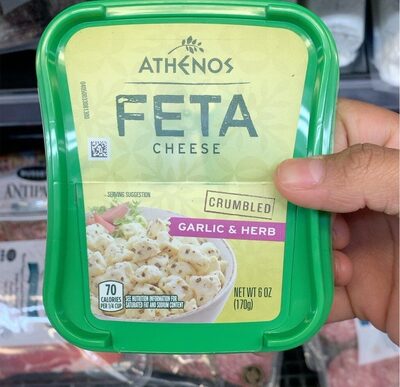 ATHENOS
FETA
CHEESE
SERVING SUGGESTION
CRUMBLED
GARLIC & HERB
70
CALORIES
PER 1/4 CUP
SEE NUTRITION INFORMATION FOR
SATURATED FAT AND SODIUM CONTENT
NET WT 6 OZ
(170g)
ANTIPA